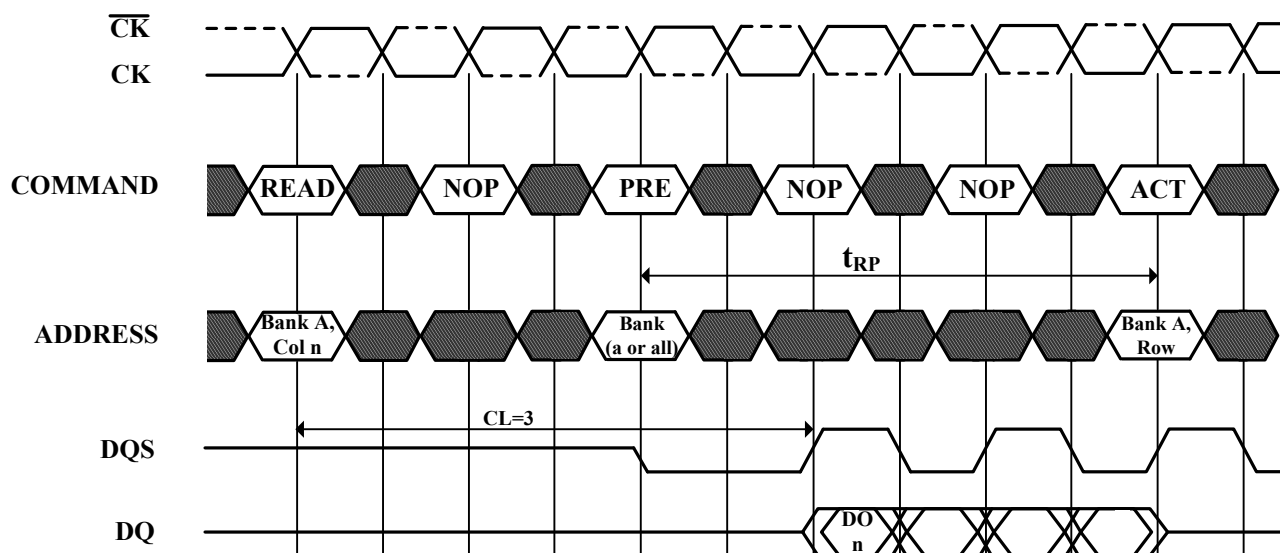 CK
CK
COMMAND
READ NOP PRE NOP NOP ACT
tRP
ADDRESS
Bank A,
Col n
Bank
(a or all)
Bank A,
Row
CL=3
DQS
DQ
DO
n